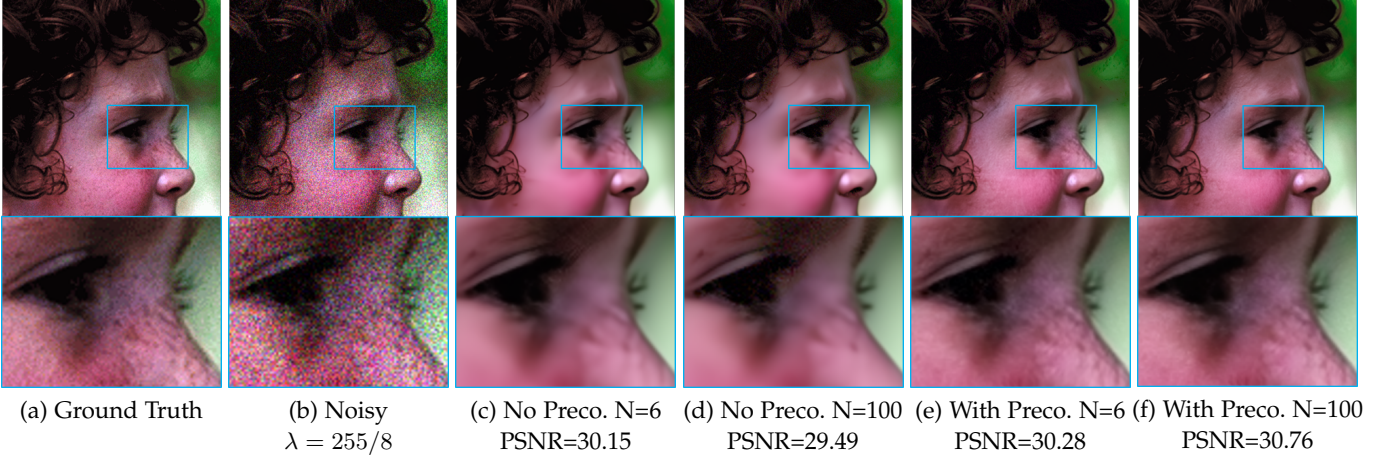 (a) Ground Truth
(b) Noisy
λ = 255/8
(c) No Preco. N=6
PSNR=30.15
(d) No Preco. N=100
PSNR=29.49
(e) With Preco. N=6
PSNR=30.28
(f) With Preco. N=100
PSNR=30.76